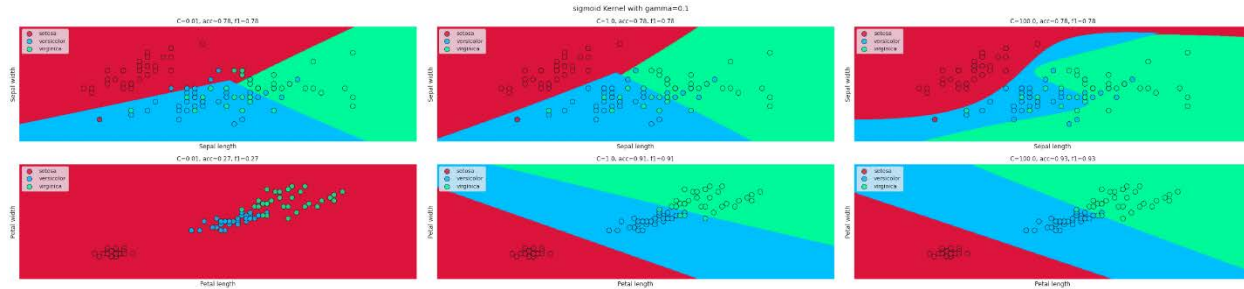 sigmoid Kernel with gamma=0.1
C=0.01, acc=0.78, f1=0.78
setosa
versicolor
virginica
Sepal width
Sepal length
C=1.0, acc=0.78, f1=0.78
setosa
versicolor
virginica
Sepal width
Sepal length
C=100.0, acc=0.78, f1=0.78
setosa
versicolor
virginica
Sepal width
Sepal length
C=0.01, acc=0.27, f1=0.27
setosa
versicolor
virginica
Petal width
Petal length
C=1.0, acc=0.91, f1=0.91
setosa
versicolor
virginica
Petal width
Petal length
C=100.0, acc=0.93, f1=0.93
setosa
versicolor
virginica
Petal width
Petal length